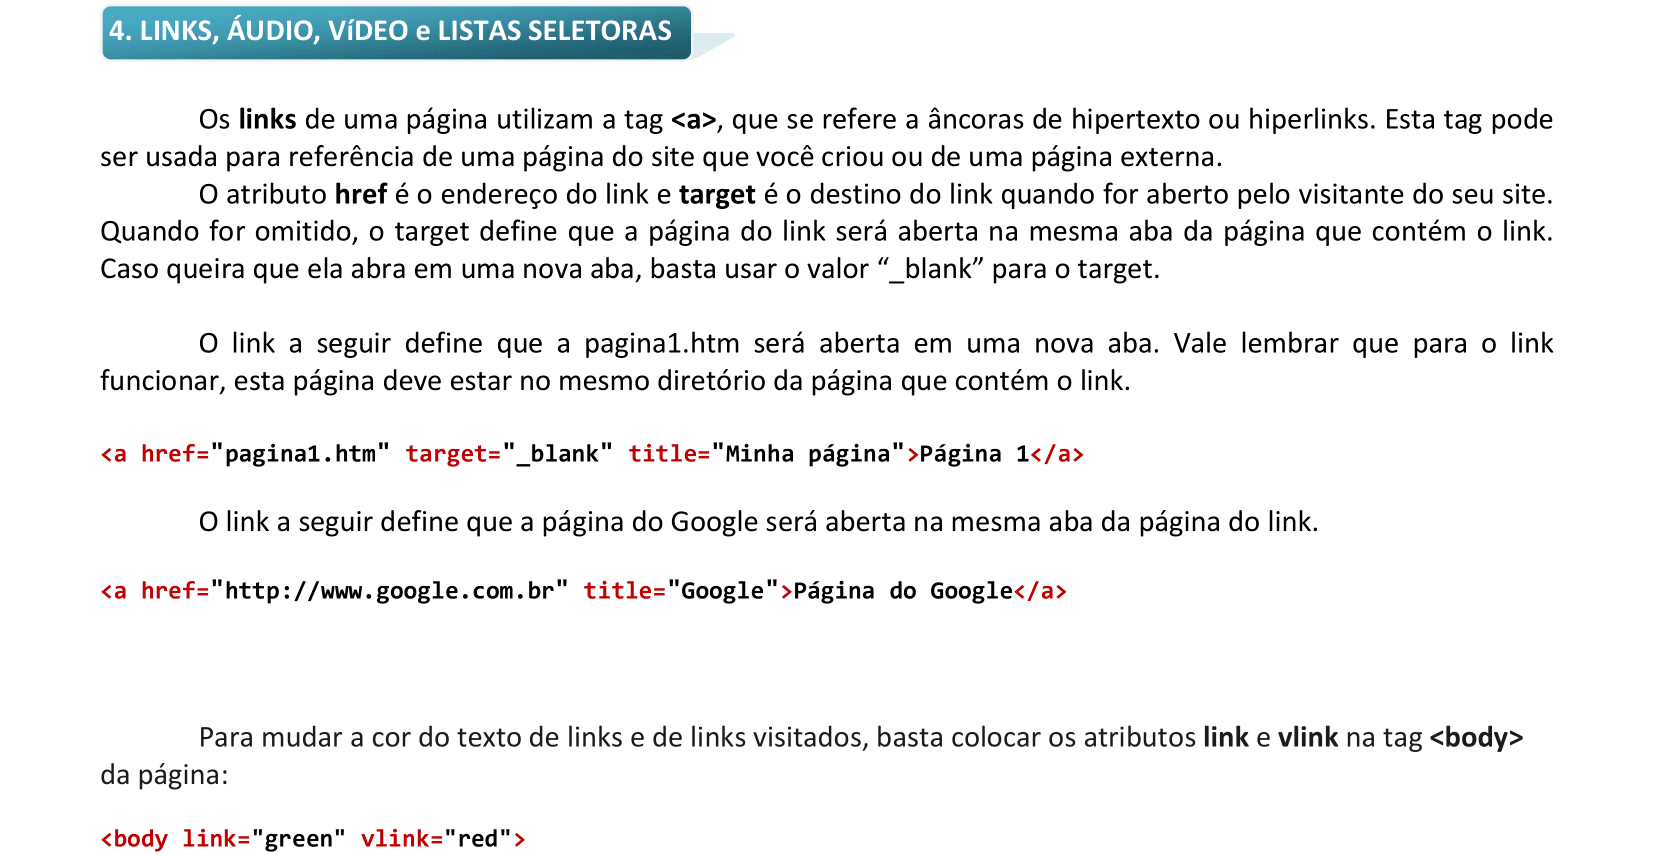 4. LINKS, ÁUDIO, VíDEO e LISTAS SELETORAS
Os links de uma página utilizam a tag <a>, que se refere a âncoras de hipertexto ou hiperlinks. Esta tag pode
ser usada para referência de uma página do site que você criou ou de uma página externa.
O atributo href é o endereço do link e target é o destino do link quando for aberto pelo visitante do seu site.
Quando for omitido, o target define que a página do link será aberta na mesma aba da página que contém o link.
Caso queira que ela abra em uma nova aba, basta usar o valor “_blank” para o target.
O link a seguir define que a pagina1.htm será aberta em uma nova aba. Vale lembrar que para o link
funcionar, esta página deve estar no mesmo diretório da página que contém o link.
<a href="pagina1.htm" target="_blank" title="Minha página">Página 1</a>
O link a seguir define que a página do Google será aberta na mesma aba da página do link.
<a href="http://www.google.com.br" title="Google">Página do Google</a>
Para mudar a cor do texto de links e de links visitados, basta colocar os atributos link e vlink na tag <body>
da página:
<body link="green" vlink="red">